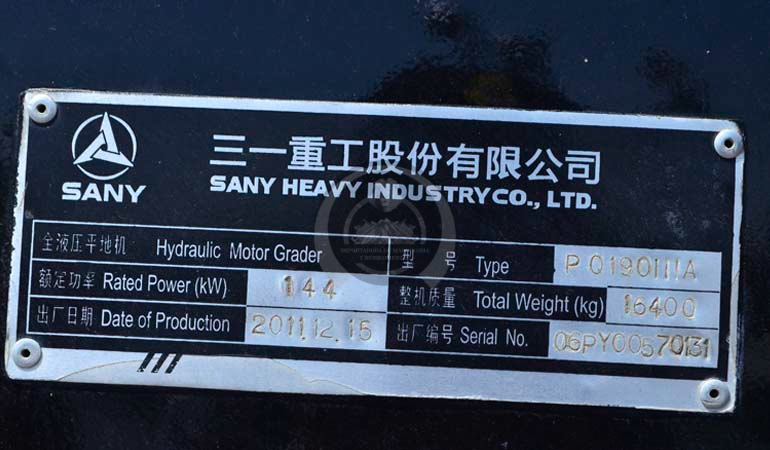 SANY
三一重工股份有限公司
SANY HEAVY INDUSTRY CO., LTD.
全液压平地机 Hydraulic Motor Grader
型 号 Type PQ190IIIA
额定功率 Rated Power (kW) 144
整机质量 Total Weight (kg) 16400
出厂日期 Date of Production 2011.12.15
出厂编号 Serial No. 06PY00570131